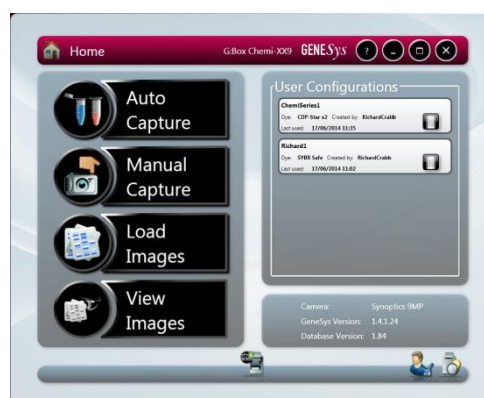 Home
G:Box Chemi-XX9 GENESys ?
Auto
Capture
Manual
Capture
Load
Images
View
Images
User Configurations
ChemiSeries1
Dye: CDP-Star x2 Created by: RichardCrabb
Last used: 17/06/2014 11:35
Richard1
Dye: SYBR Safe Created by: RichardCrabb
Last used: 17/06/2014 11:02
Camera: Synoptics 9MP
GeneSys Version: 1.4.1.24
Database Version: 1.84